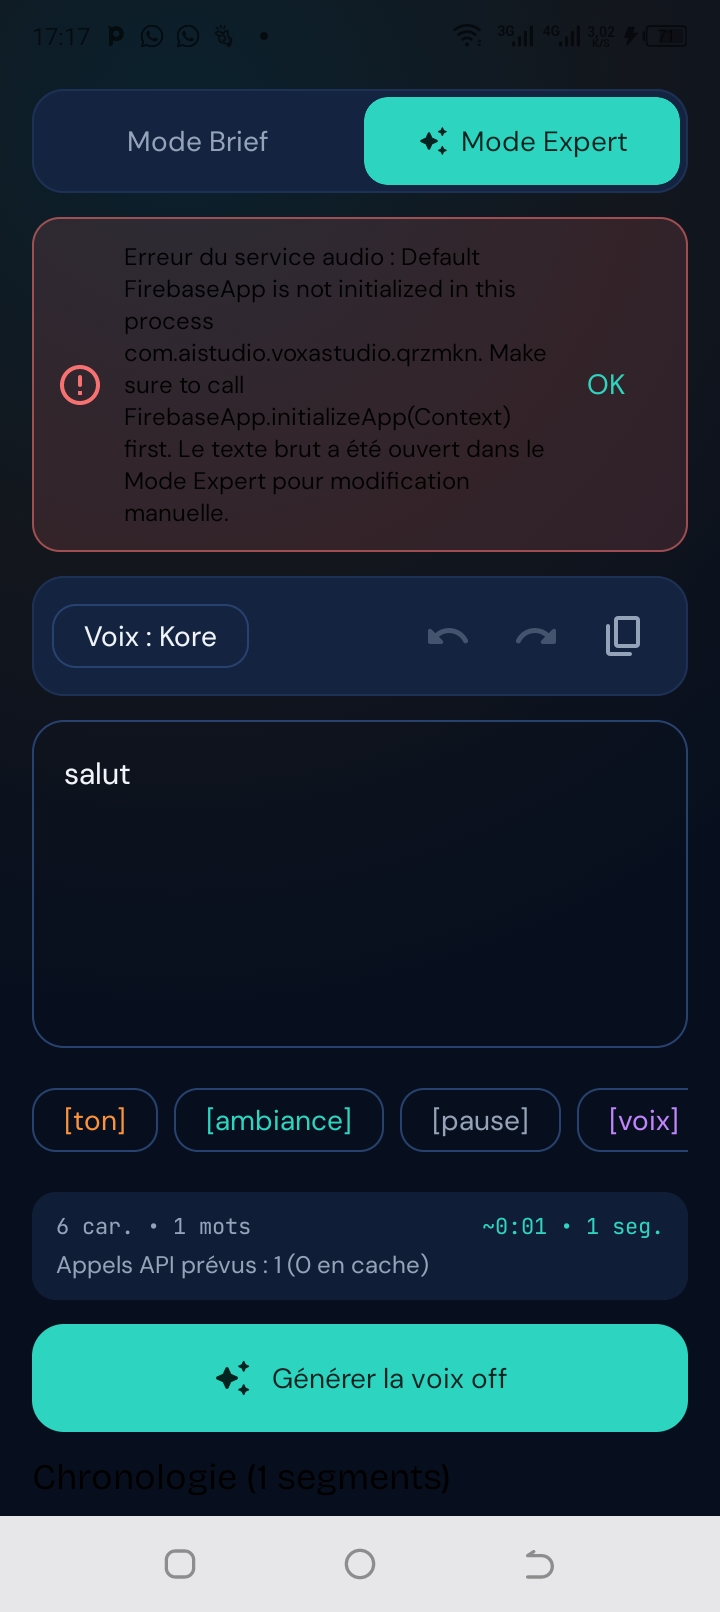 17:17
3G 4G 3,02 K/S 71
Mode Brief
Mode Expert
Erreur du service audio : Default
FirebaseApp is not initialized in this
process
com.aistudio.voxastudio.qrzmkn. Make
sure to call
FirebaseApp.initializeApp(Context)
first. Le texte brut a été ouvert dans le
Mode Expert pour modification
manuelle.
OK
Voix : Kore
salut
[ton]
[ambiance]
[pause]
[voix]
6 car. • 1 mots
~0:01 • 1 seg.
Appels API prévus : 1 (0 en cache)
Générer la voix off
Chronologie (1 segments)